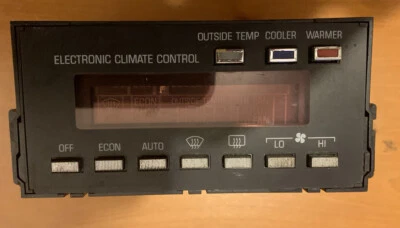 OUTSIDE TEMP COOLER WARMER
ELECTRONIC CLIMATE CONTROL
OFF ECON AUTO LO HI